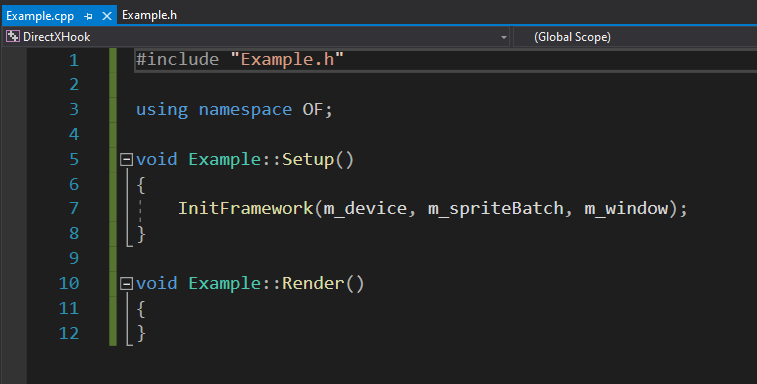 Example.cpp Example.h
DirectXHook (Global Scope)
1 #include "Example.h"
2
3 using namespace OF;
4
5 void Example::Setup()
6 {
7     InitFramework(m_device, m_spriteBatch, m_window);
8 }
9
10 void Example::Render()
11 {
12 }